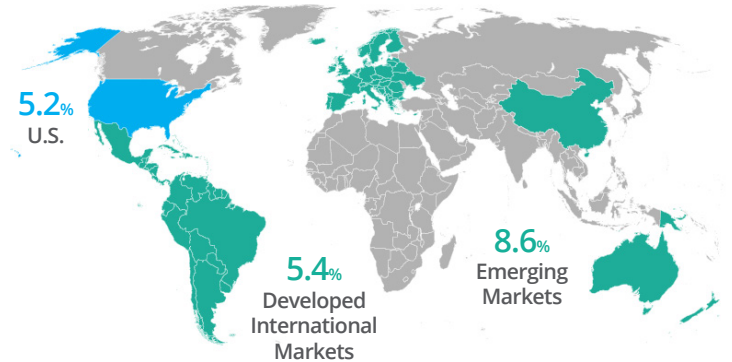 5.2%
U.S.
5.4%
Developed
International
Markets
8.6%
Emerging
Markets